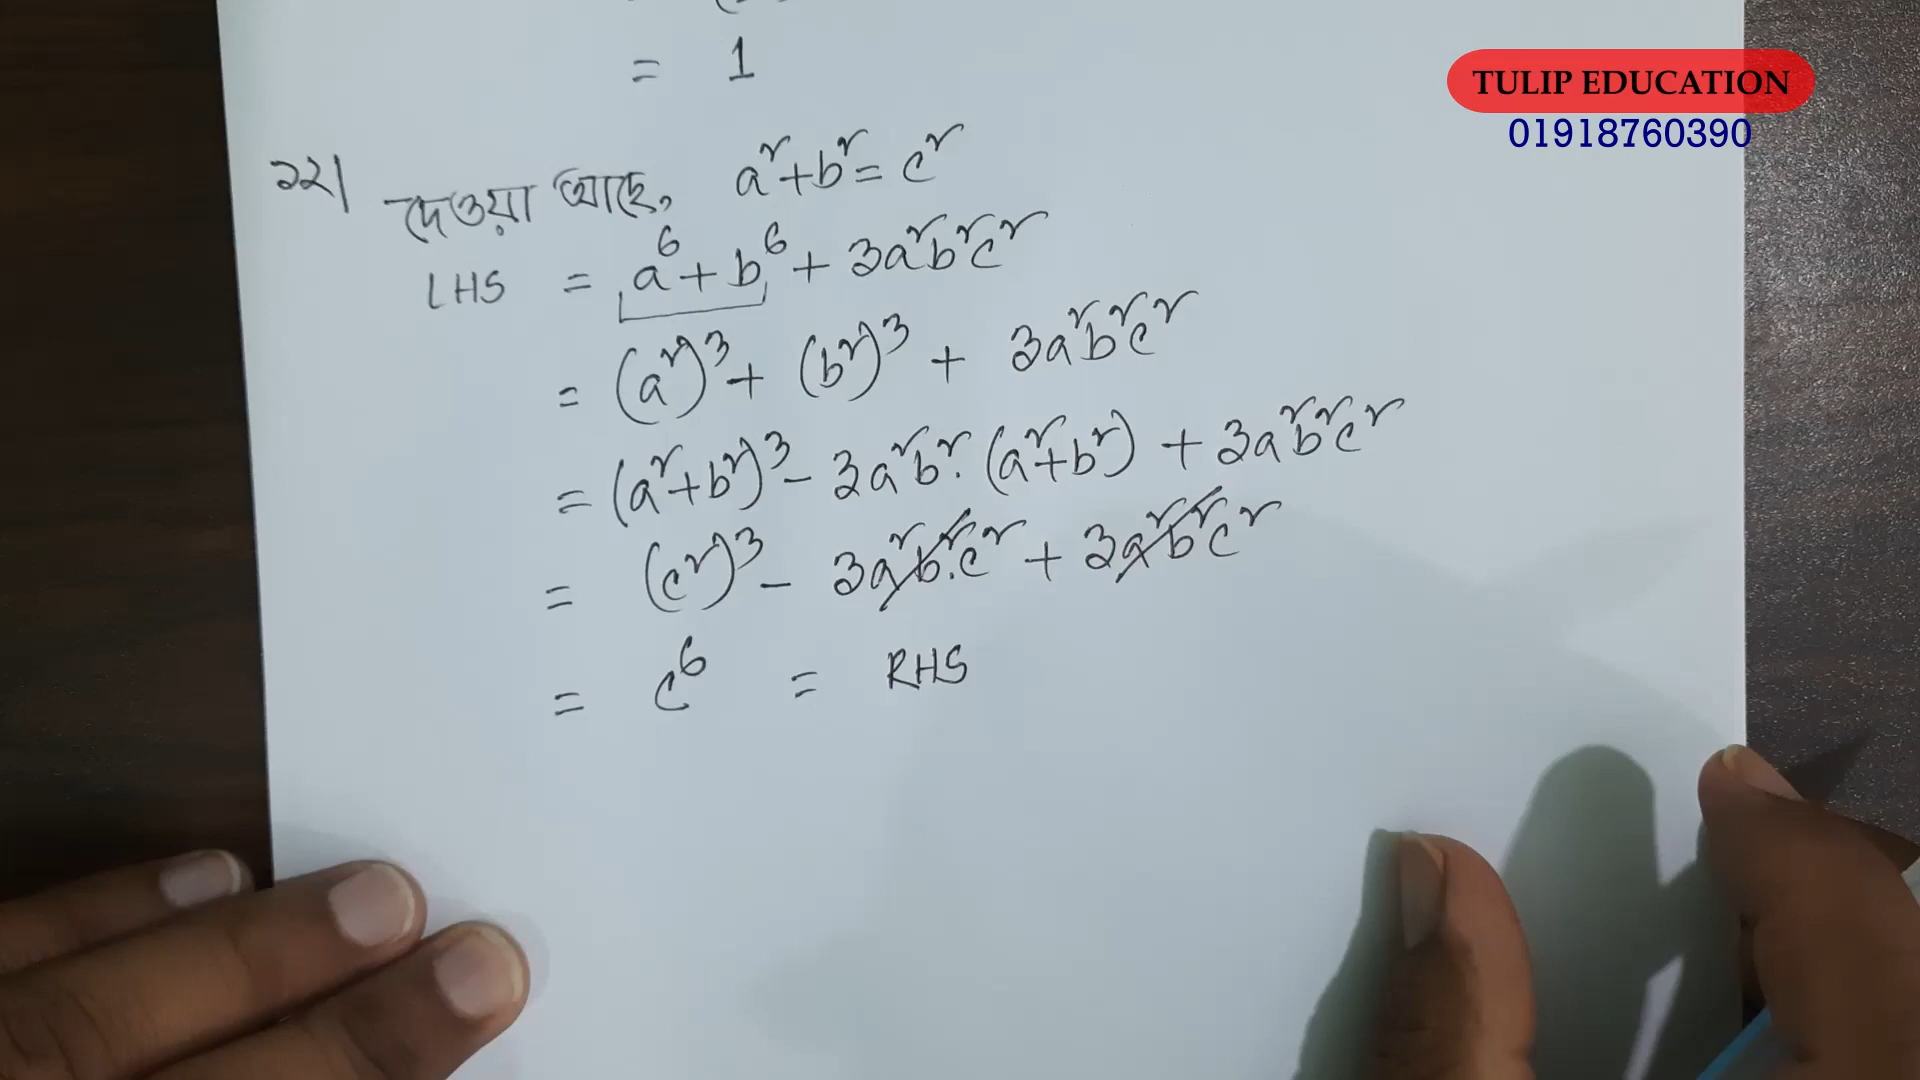 = 1
TULIP EDUCATION
01918760390
১২। দেওয়া আছে, a²+b²= c²
LHS = a⁶+b⁶+3a²b²c²
= (a²)³+(b²)³+3a²b²c²
= (a²+b²)³-3a²b².(a²+b²)+3a²b²c²
= (c²)³-3a²b².c²+3a²b²c²
= c⁶ = RHS